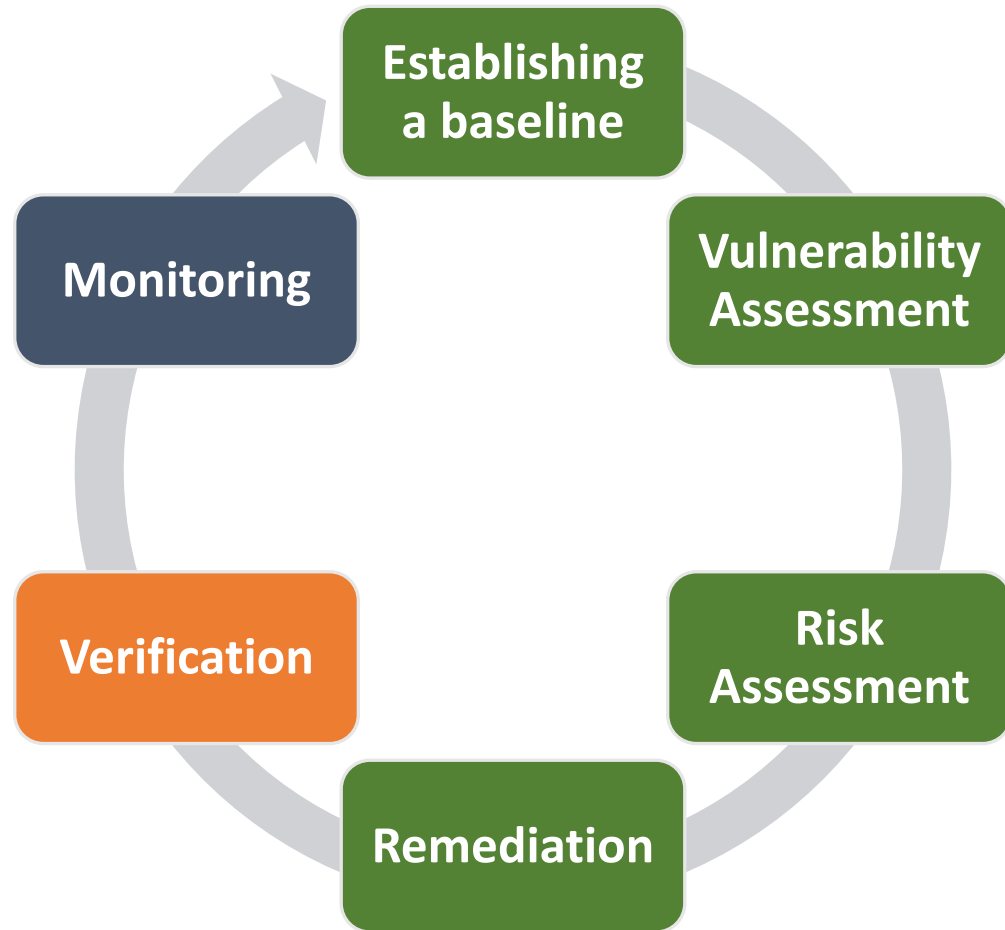 Establishing
a baseline
Vulnerability
Assessment
Risk
Assessment
Remediation
Verification
Monitoring